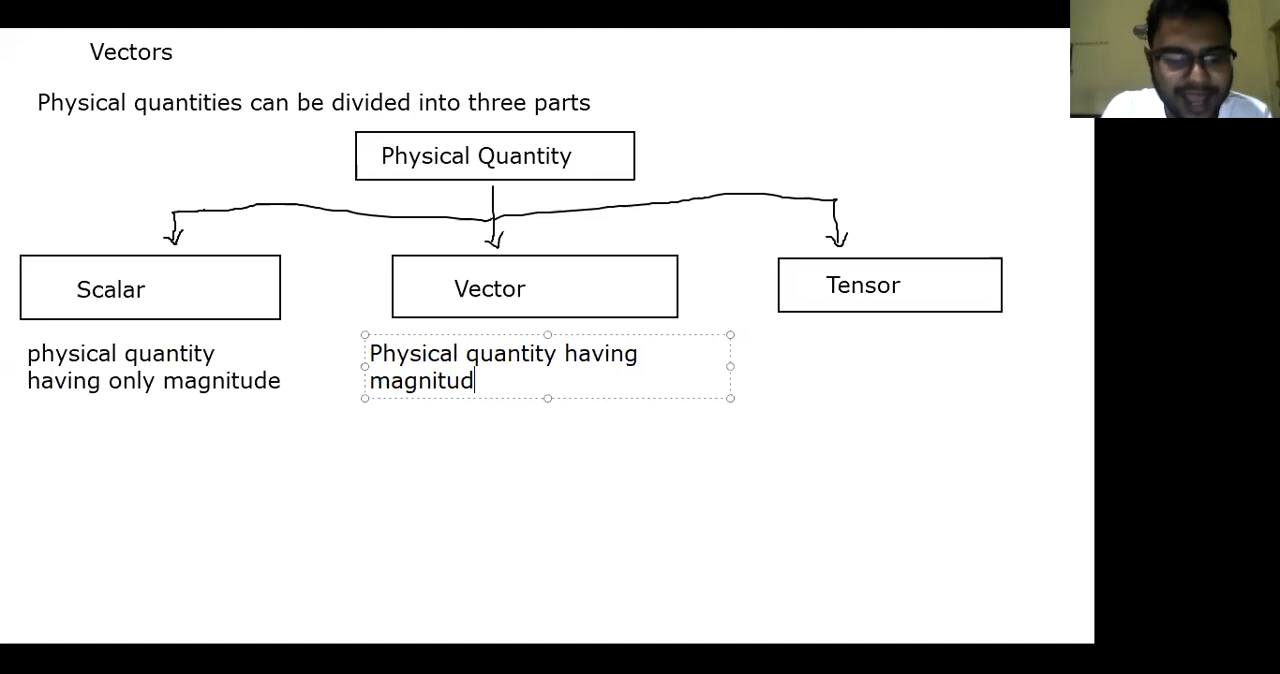 Vectors
Physical quantities can be divided into three parts
Physical Quantity
Scalar
Vector
Tensor
physical quantity
having only magnitude
Physical quantity having
magnitud